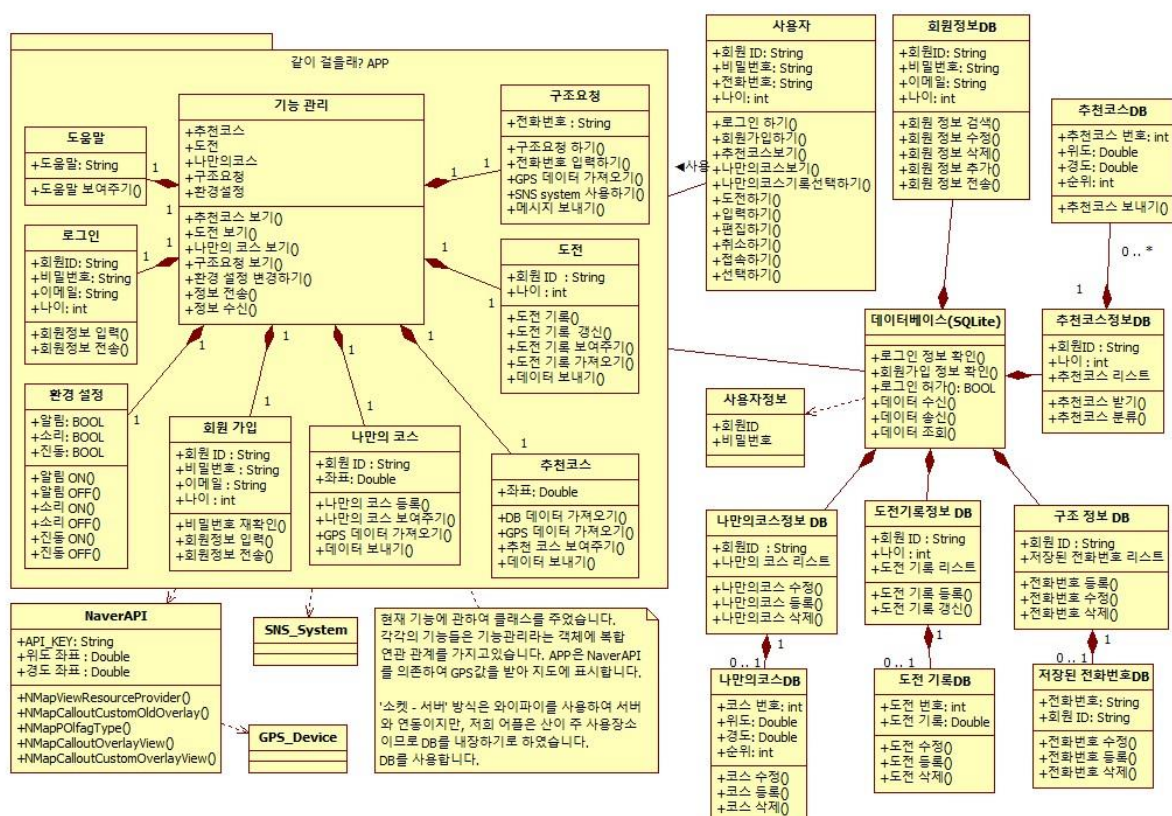 같이 걸을래? APP
기능 관리
+추천코스
+도전
+나만의코스
+구조요청
+환경설정
+추천코스 보기()
+도전 보기()
+나만의 코스 보기()
+구조요청 보기()
+환경 설정 변경하기()
+정보 전송()
+정보 수신()
도움말
+도움말: String
+도움말 보여주기()
1
1
로그인
+회원ID: String
+비밀번호: String
+이메일: String
+나이: int
+회원정보 입력()
+회원정보 전송()
1
1
환경 설정
+알림: BOOL
+소리: BOOL
+진동: BOOL
+알림 ON()
+알림 OFF()
+소리 ON()
+소리 OFF()
+진동 ON()
+진동 OFF()
1
1
회원 가입
+회원 ID : String
+비밀번호 : String
+이메일 : String
+나이 : int
+비밀번호 재확인()
+회원정보 입력()
+회원정보 전송()
1
1
나만의 코스
+회원 ID : String
+좌표: Double
+나만의 코스 등록()
+나만의 코스 보여주기()
+GPS 데이터 가져오기()
+데이터 보내기()
1
1
추천코스
+좌표: Double
+DB 데이터 가져오기()
+GPS 데이터 가져오기()
+추천 코스 보여주기()
+데이터 보내기()
1
1
구조요청
+전화번호 : String
+구조요청 하기()
+전화번호 입력하기()
+GPS 데이터 가져오기()
+SNS system 사용하기()
+메시지 보내기()
1
1
도전
+회원 ID : String
+나이 : int
+도전 기록()
+도전 기록 갱신()
+도전 기록 보여주기()
+도전 기록 가져오기()
+데이터 보내기()
1
1
◀사용
사용자
+회원 ID: String
+비밀번호: String
+전화번호: String
+나이: int
+로그인 하기()
+회원가입하기()
+추천코스보기()
+나만의코스보기()
+나만의코스기록선택하기()
+도전하기()
+입력하기()
+편집하기()
+취소하기()
+접속하기()
+선택하기()
회원정보DB
+회원ID: String
+비밀번호: String
+이메일: String
+나이: int
+회원 정보 검색()
+회원 정보 수정()
+회원 정보 삭제()
+회원 정보 추가()
+회원 정보 전송()
추천코스DB
+추천코스 번호: int
+위도: Double
+경도: Double
+순위: int
+추천코스 보내기()
0..*
1
데이터베이스(SQLite)
+로그인 정보 확인()
+회원가입 정보 확인()
+로그인 허가(): BOOL
+데이터 수신()
+데이터 송신()
+데이터 조회()
추천코스정보DB
+회원ID: String
+나이 : int
+추천코스 리스트
+추천코스 받기()
+추천코스 분류()
사용자정보
+회원ID
+비밀번호
나만의코스정보 DB
+회원ID : String
+나만의 코스 리스트
+나만의코스 수정()
+나만의코스 등록()
+나만의코스 삭제()
1
0..1
나만의코스DB
+코스 번호: int
+위도: Double
+경도: Double
+순위: int
+코스 수정()
+코스 등록()
+코스 삭제()
도전기록정보 DB
+회원 ID : String
+나이 : int
+도전 기록 리스트
+도전 기록 등록()
+도전 기록 갱신()
1
0..1
도전 기록DB
+도전 번호: int
+도전 기록: Double
+도전 수정()
+도전 등록()
+도전 삭제()
구조 정보 DB
+회원 ID : String
+저장된 전화번호 리스트
+전화번호 등록()
+전화번호 수정()
+전화번호 삭제()
1
0..1
저장된 전화번호DB
+전화번호: String
+회원 ID: String
+전화번호 수정()
+전화번호 등록()
+전화번호 삭제()
NaverAPI
+API_KEY: String
+위도 좌표 : Double
+경도 좌표 : Double
+NMapViewResourceProvider()
+NMapCalloutCustomOldOverlay()
+NMapPOIfagType()
+NMapCalloutOverlayView()
+NMapCalloutCustomOverlayView()
SNS_System
GPS_Device
현재 기능에 관하여 클래스를 주었습니다.
각각의 기능들은 기능관리라는 객체에 복합
연관 관계를 가지고있습니다. APP은 NaverAPI
를 의존하여 GPS값을 받아 지도에 표시합니다.
'소켓 - 서버' 방식은 와이파이를 사용하여 서버
와 연동이지만, 저희 어플은 산이 주 사용장소
이므로 DB를 내장하기로 하였습니다.
DB를 사용합니다.